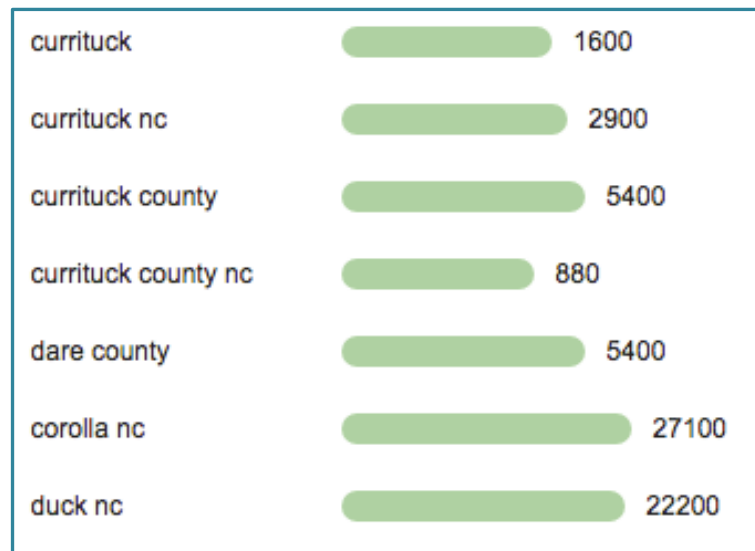 currituck 1600
currituck nc 2900
currituck county 5400
currituck county nc 880
dare county 5400
corolla nc 27100
duck nc 22200